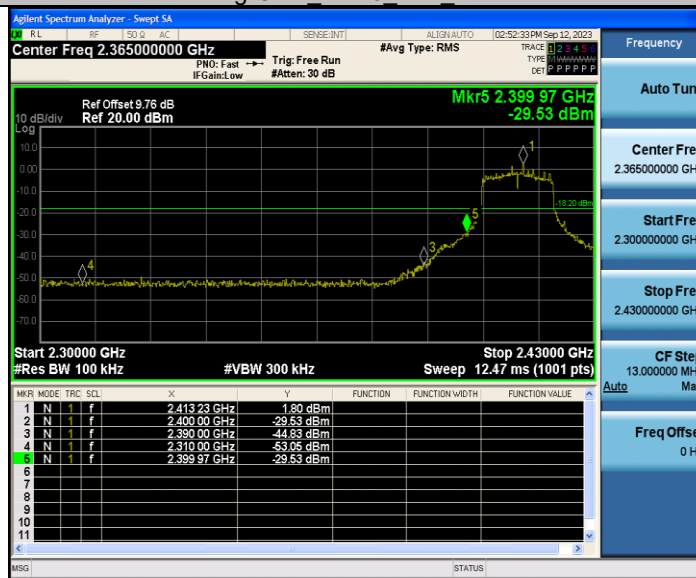 Agilent Spectrum Analyzer - Swept SA
RL RF 50 Ω AC SENSE:INT ALIGN AUTO 02:52:33 PM Sep 12, 2023
Center Freq 2.365000000 GHz #Avg Type: RMS TRACE 1 2 3 4 5 6
PNO: Fast Trig: Free Run TYPE M WWWWW
IFGain:Low #Atten: 30 dB DET P P P P P P
Frequency
Mkr5 2.399 97 GHz
Ref Offset 9.76 dB
10 dB/div Ref 20.00 dBm -29.53 dBm
Log
10.0
0.00
-10.0
-20.0
-30.0
-40.0
-50.0
-60.0
-70.0
1
-18.20 dBm
5
3
4
Start 2.30000 GHz Stop 2.43000 GHz
#Res BW 100 kHz #VBW 300 kHz Sweep 12.47 ms (1001 pts)
MKR MODE TRC SCL X Y FUNCTION FUNCTION WIDTH FUNCTION VALUE
1 N 1 f 2.413 23 GHz 1.80 dBm
2 N 1 f 2.400 00 GHz -29.53 dBm
3 N 1 f 2.390 00 GHz -44.83 dBm
4 N 1 f 2.310 00 GHz -53.05 dBm
5 N 1 f 2.399 97 GHz -29.53 dBm
6
7
8
9
10
11
Auto Tun
Center Fre
2.365000000 GH
Start Fre
2.300000000 GH
Stop Fre
2.430000000 GH
CF Ste
13.000000 MH
Auto Ma
Freq Offse
0 H
MSG STATUS